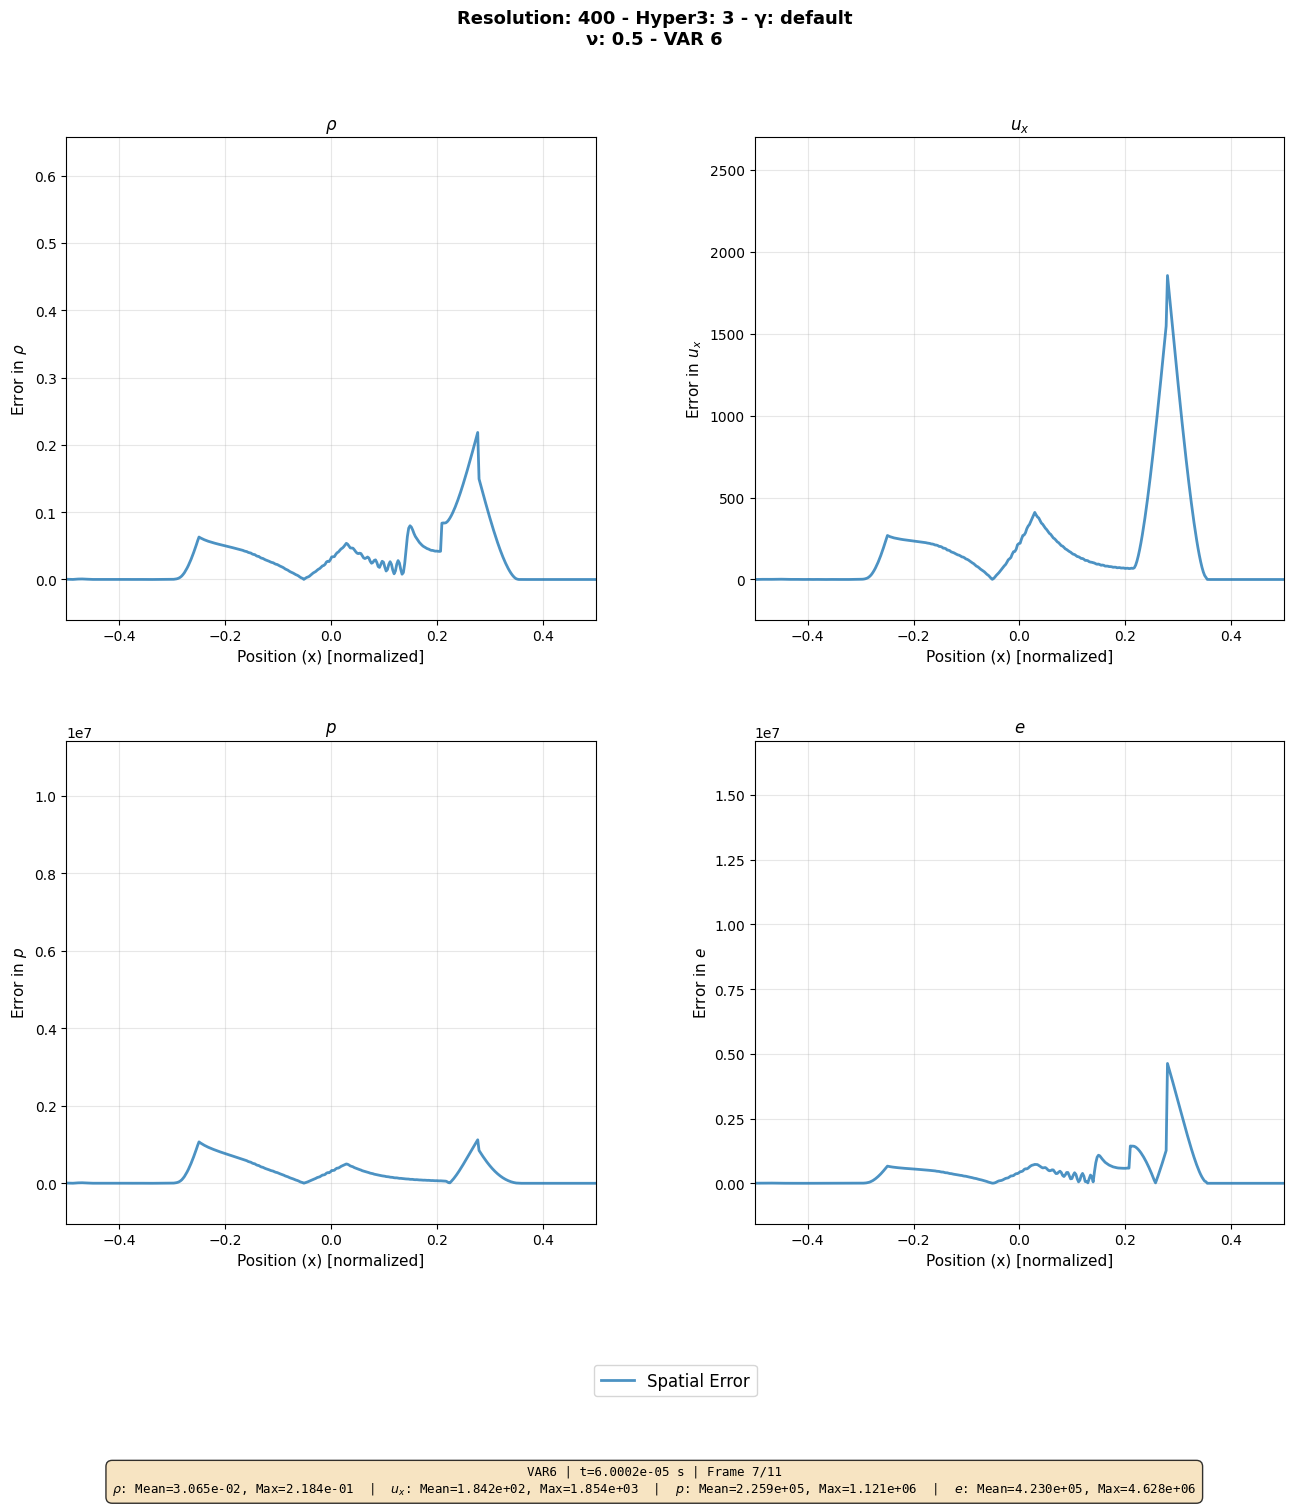 Resolution: 400 - Hyper3: 3 - γ: default
ν: 0.5 - VAR 6
ρ
0.6
0.5
0.4
0.3
0.2
0.1
0.0
Error in ρ
−0.4 −0.2 0.0 0.2 0.4
Position (x) [normalized]
u_x
2500
2000
1500
1000
500
0
Error in u_x
−0.4 −0.2 0.0 0.2 0.4
Position (x) [normalized]
p
1e7
1.0
0.8
0.6
0.4
0.2
0.0
Error in p
−0.4 −0.2 0.0 0.2 0.4
Position (x) [normalized]
e
1e7
1.50
1.25
1.00
0.75
0.50
0.25
0.00
Error in e
−0.4 −0.2 0.0 0.2 0.4
Position (x) [normalized]
Spatial Error
VAR6 | t=6.0002e-05 s | Frame 7/11
ρ: Mean=3.065e-02, Max=2.184e-01 | u_x: Mean=1.842e+02, Max=1.854e+03 | p: Mean=2.259e+05, Max=1.121e+06 | e: Mean=4.230e+05, Max=4.628e+06